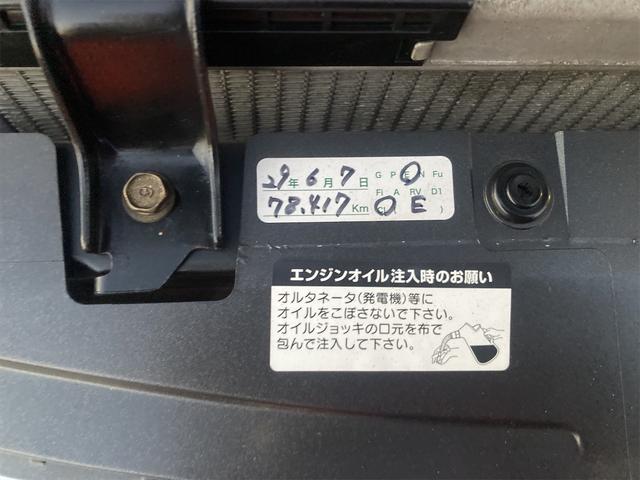 29年 6月 7日 G P E O N Fu
Fl A RV D1
78,417 Km O E )
エンジンオイル注入時のお願い
オルタネータ(発電機)等に
オイルをこぼさないで下さい。
オイルジョッキの口元を布で
包んで注入して下さい。